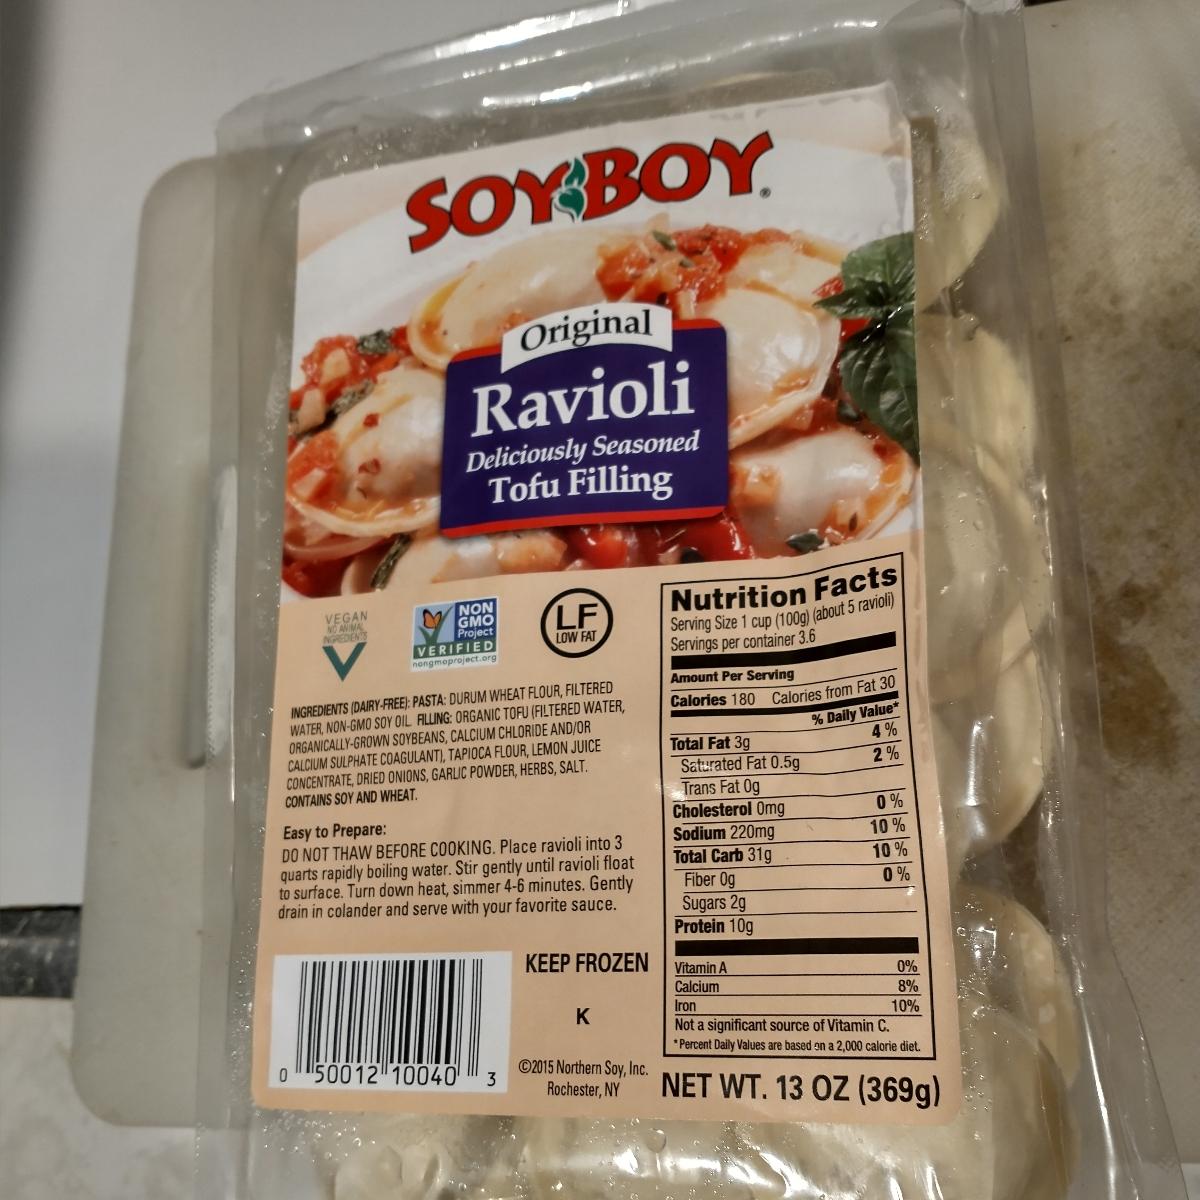 SOYBOY®
Original
Ravioli
Deliciously Seasoned
Tofu Filling
VEGAN
NO ANIMAL
INGREDIENTS
NON
GMO
Project
VERIFIED
nongmoproject.org
LF
LOW FAT
INGREDIENTS (DAIRY-FREE): PASTA: DURUM WHEAT FLOUR, FILTERED
WATER, NON-GMO SOY OIL. FILLING: ORGANIC TOFU (FILTERED WATER,
ORGANICALLY-GROWN SOYBEANS, CALCIUM CHLORIDE AND/OR
CALCIUM SULPHATE COAGULANT), TAPIOCA FLOUR, LEMON JUICE
CONCENTRATE, DRIED ONIONS, GARLIC POWDER, HERBS, SALT.
CONTAINS SOY AND WHEAT.
Easy to Prepare:
DO NOT THAW BEFORE COOKING. Place ravioli into 3
quarts rapidly boiling water. Stir gently until ravioli float
to surface. Turn down heat, simmer 4-6 minutes. Gently
drain in colander and serve with your favorite sauce.
KEEP FROZEN
K
0 50012 10040 3
©2015 Northern Soy, Inc.
Rochester, NY
Nutrition Facts
Serving Size 1 cup (100g) (about 5 ravioli)
Servings per container 3.6
Amount Per Serving
Calories 180 Calories from Fat 30
% Daily Value*
Total Fat 3g 4 %
Saturated Fat 0.5g 2 %
Trans Fat 0g
Cholesterol 0mg 0 %
Sodium 220mg 10 %
Total Carb 31g 10 %
Fiber 0g 0 %
Sugars 2g
Protein 10g
Vitamin A 0%
Calcium 8%
Iron 10%
Not a significant source of Vitamin C.
*Percent Daily Values are based on a 2,000 calorie diet.
NET WT. 13 OZ (369g)